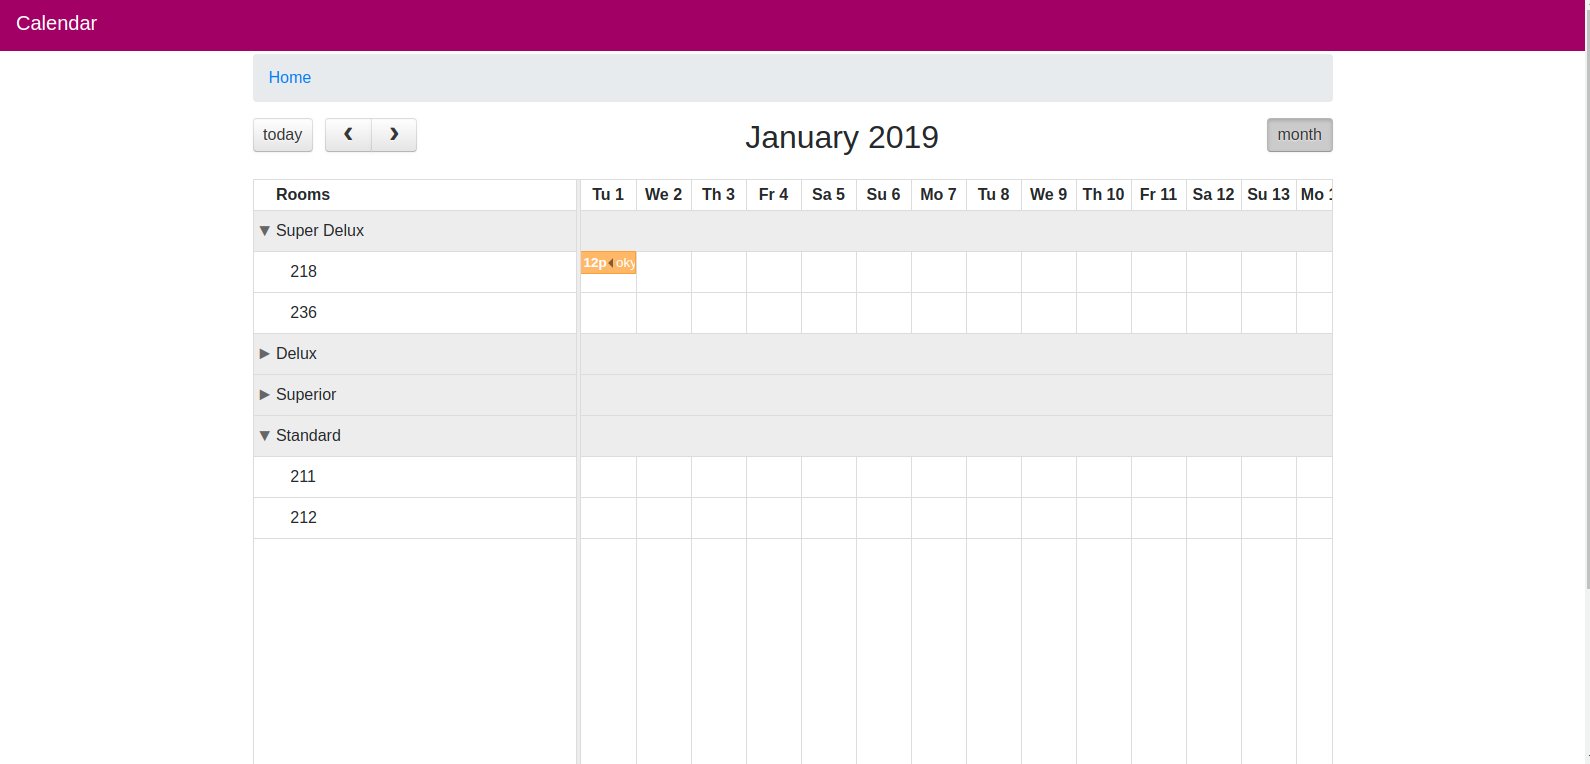 Calendar
Home
today
January 2019
month
Rooms Tu 1 We 2 Th 3 Fr 4 Sa 5 Su 6 Mo 7 Tu 8 We 9 Th 10 Fr 11 Sa 12 Su 13 Mo
Super Delux
218 12p oky
236
Delux
Superior
Standard
211
212